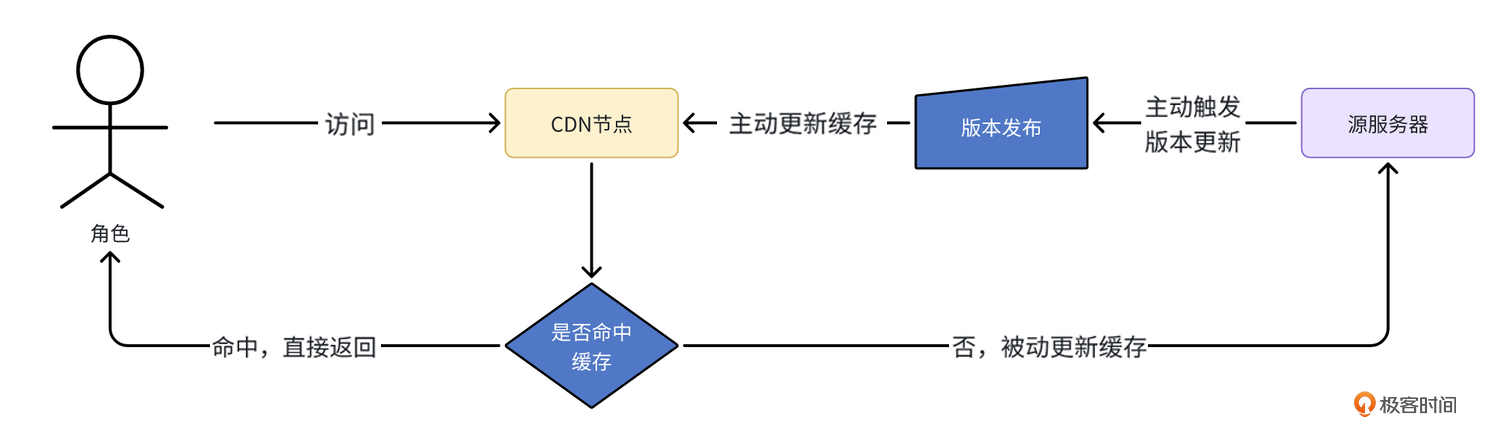 访问
CDN节点
主动更新缓存
版本发布
主动触发
版本更新
源服务器
角色
命中，直接返回
是否命中
缓存
否，被动更新缓存
极客时间